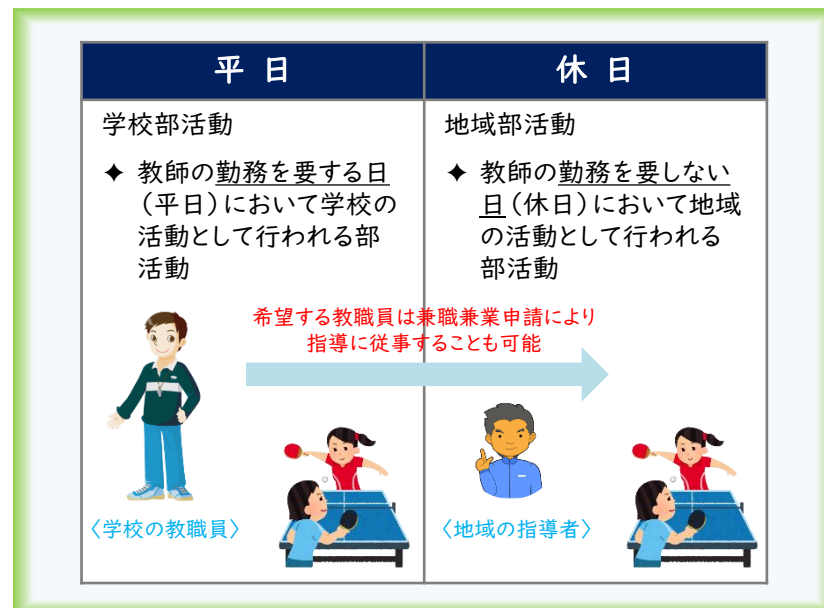 平 日
休 日
学校部活動
✦ 教師の勤務を要する日
(平日)において学校の
活動として行われる部
活動
地域部活動
✦ 教師の勤務を要しない
日(休日)において地域
の活動として行われる
部活動
希望する教職員は兼職兼業申請により
指導に従事することも可能
〈学校の教職員〉
〈地域の指導者〉